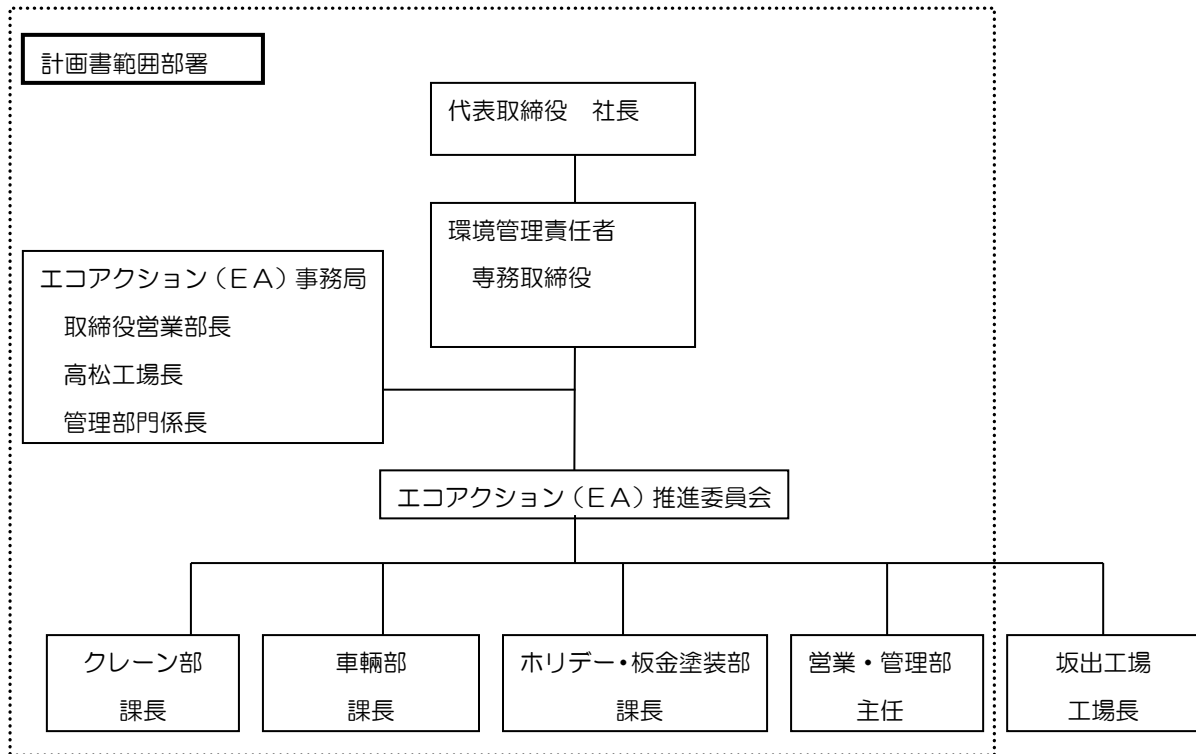 計画書範囲部署
代表取締役　社長
環境管理責任者
専務取締役
エコアクション（ＥＡ）事務局
取締役営業部長
高松工場長
管理部門係長
エコアクション（ＥＡ）推進委員会
クレーン部
課長
車輛部
課長
ホリデー・板金塗装部
課長
営業・管理部
主任
坂出工場
工場長